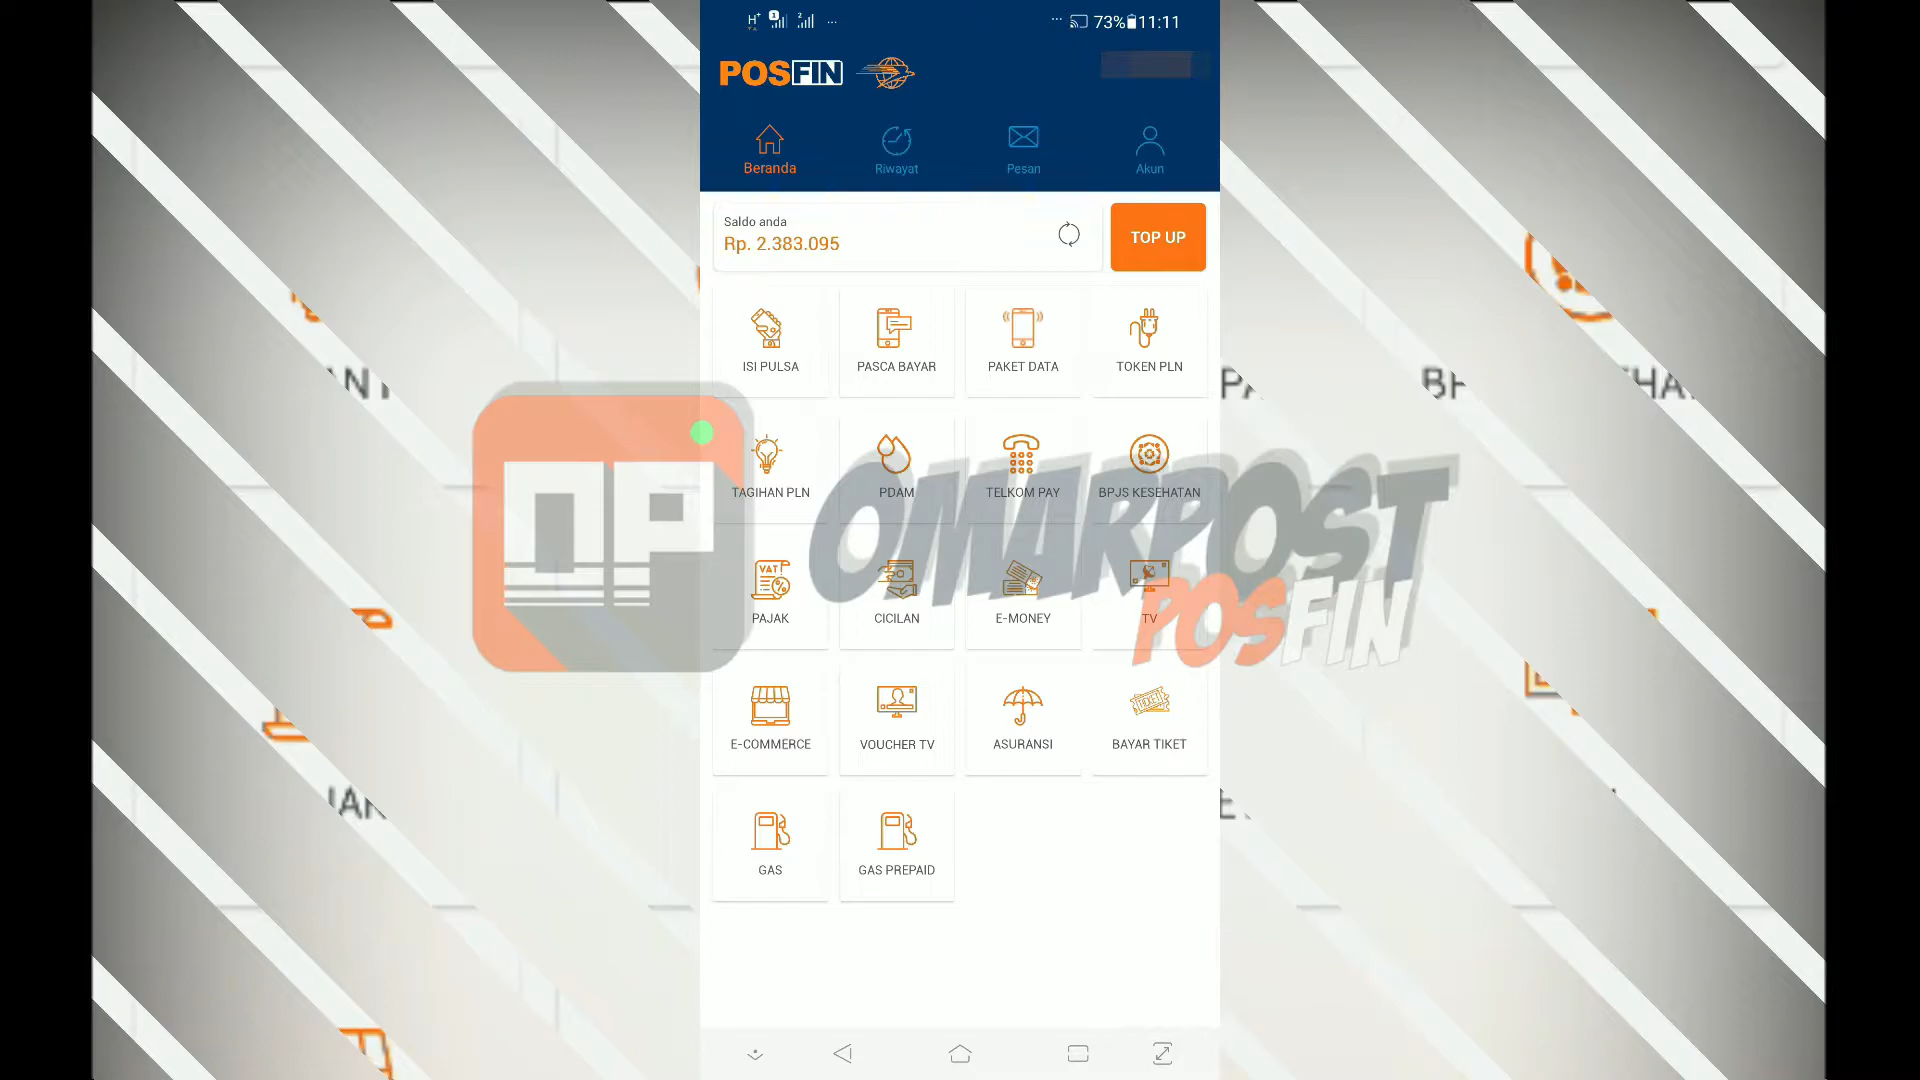 73% 11:11
POSFIN
Beranda
Riwayat
Pesan
Akun
Saldo anda
Rp. 2.383.095
TOP UP
ISI PULSA
PASCA BAYAR
PAKET DATA
TOKEN PLN
TAGIHAN PLN
PDAM
TELKOM PAY
BPJS KESEHATAN
OMARPOST
POSFIN
VAT
PAJAK
CICILAN
E-MONEY
TV
E-COMMERCE
VOUCHER TV
ASURANSI
BAYAR TIKET
GAS
GAS PREPAID